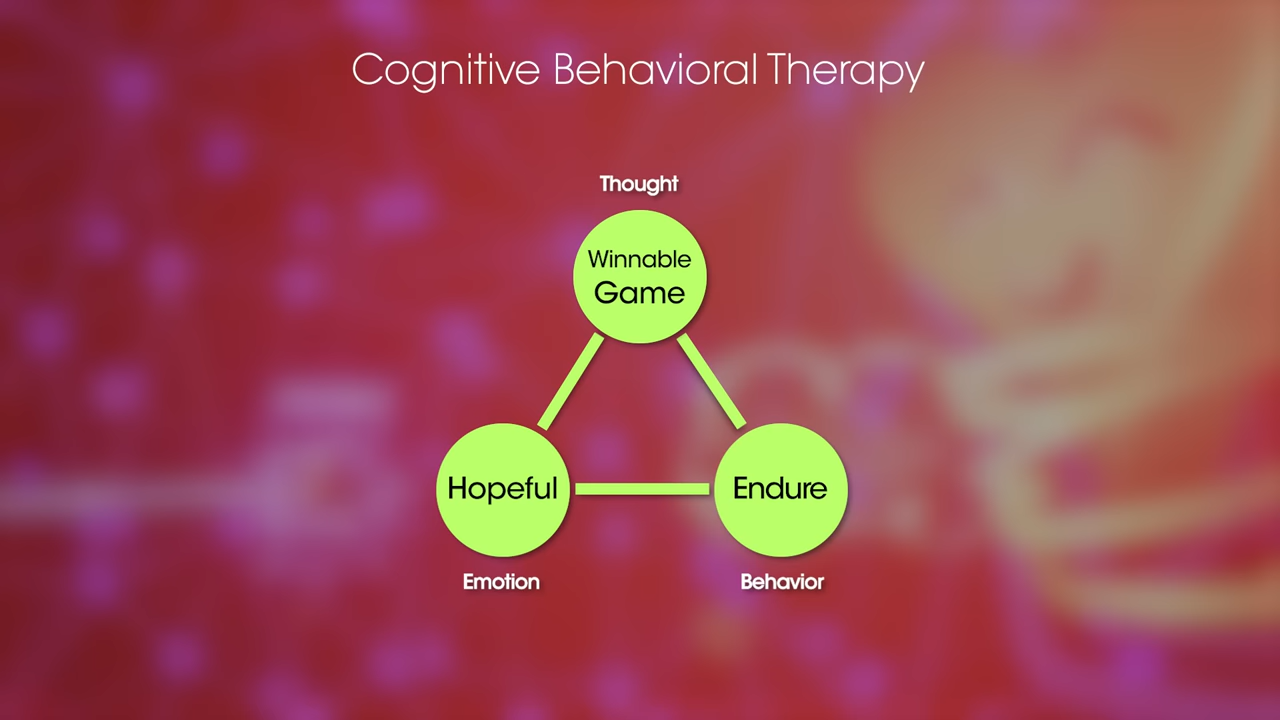 Cognitive Behavioral Therapy
Thought
Winnable
Game
Hopeful
Endure
Emotion
Behavior